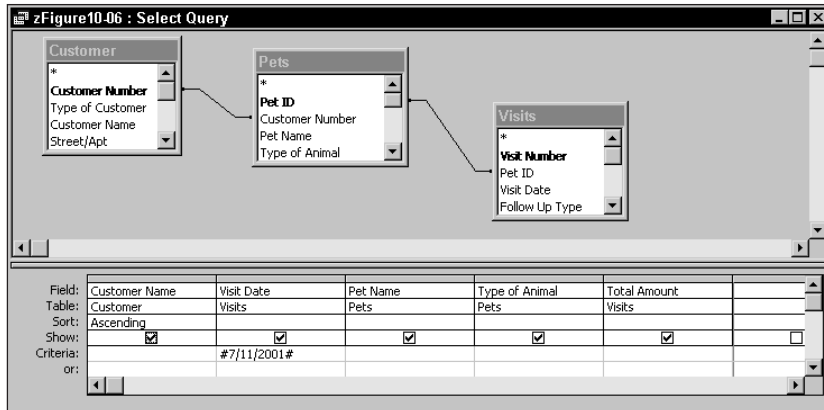 zFigure10-06 : Select Query
Customer
*
Customer Number
Type of Customer
Customer Name
Street/Apt
Pets
*
Pet ID
Customer Number
Pet Name
Type of Animal
Visits
*
Visit Number
Pet ID
Visit Date
Follow Up Type
Field: Customer Name Visit Date Pet Name Type of Animal Total Amount
Table: Customer Visits Pets Pets Visits
Sort: Ascending
Show:
Criteria: #7/11/2001#
or: